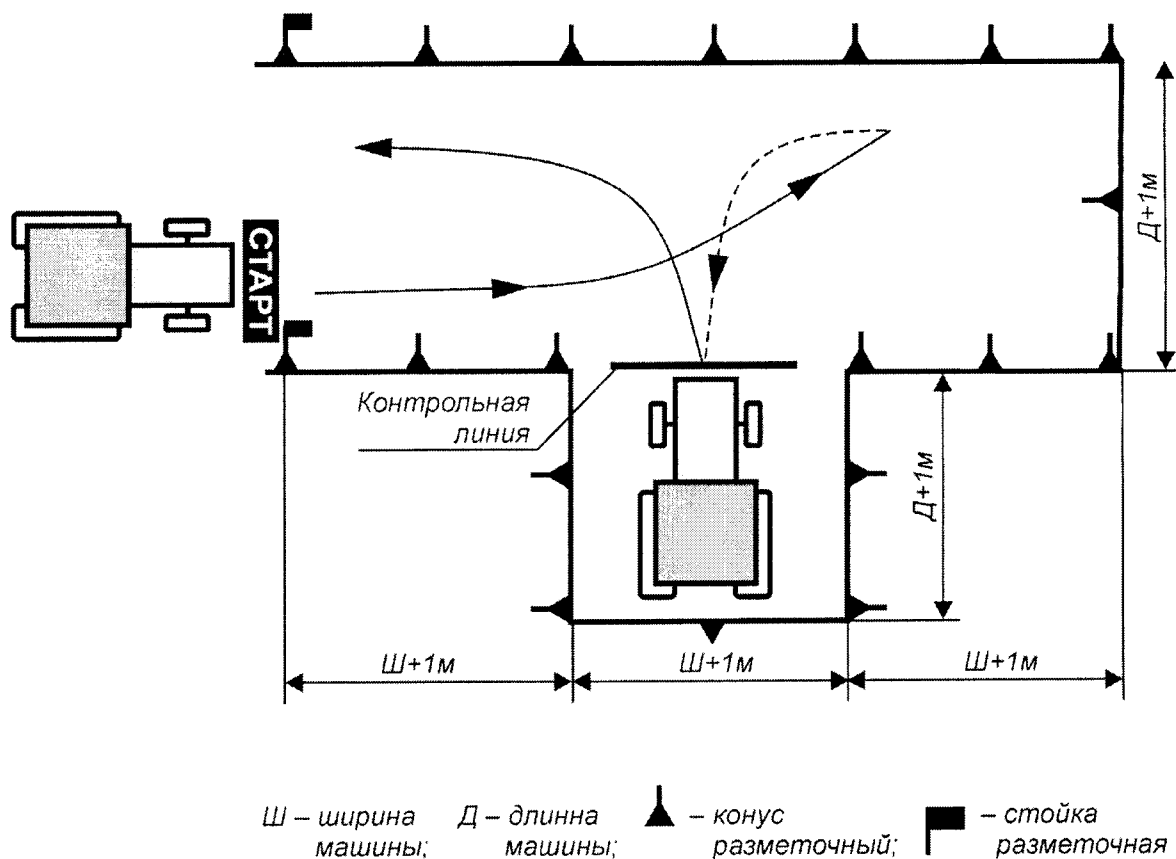 СТАРТ
Д+1м
Контрольная
линия
Д+1м
Ш+1м
Ш+1м
Ш+1м
Ш – ширина
машины;
Д – длинна
машины;
– конус
разметочный;
– стойка
разметочная